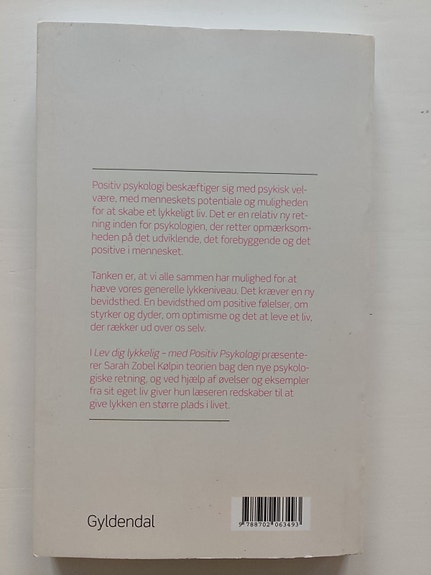 Positiv psykologi beskæftiger sig med psykisk vel-
være, med menneskets potentiale og muligheden
for at skabe et lykkeligt liv. Det er en relativ ny ret-
ning inden for psykologien, der retter opmærksom-
heden på det udviklende, det forebyggende og det
positive i mennesket.
Tanken er, at vi alle sammen har mulighed for at
hæve vores generelle lykkeniveau. Det kræver en ny
bevidsthed. En bevidsthed om positive følelser, om
styrker og dyder, om optimisme og det at leve et liv,
der rækker ud over os selv.
I Lev dig lykkelig – med Positiv Psykologi præsente-
rer Sarah Zobel Kølpin teorien bag den nye psykolo-
giske retning, og ved hjælp af øvelser og eksempler
fra sit eget liv giver hun læseren redskaber til at
give lykken en større plads i livet.
Gyldendal
9 788702 063493